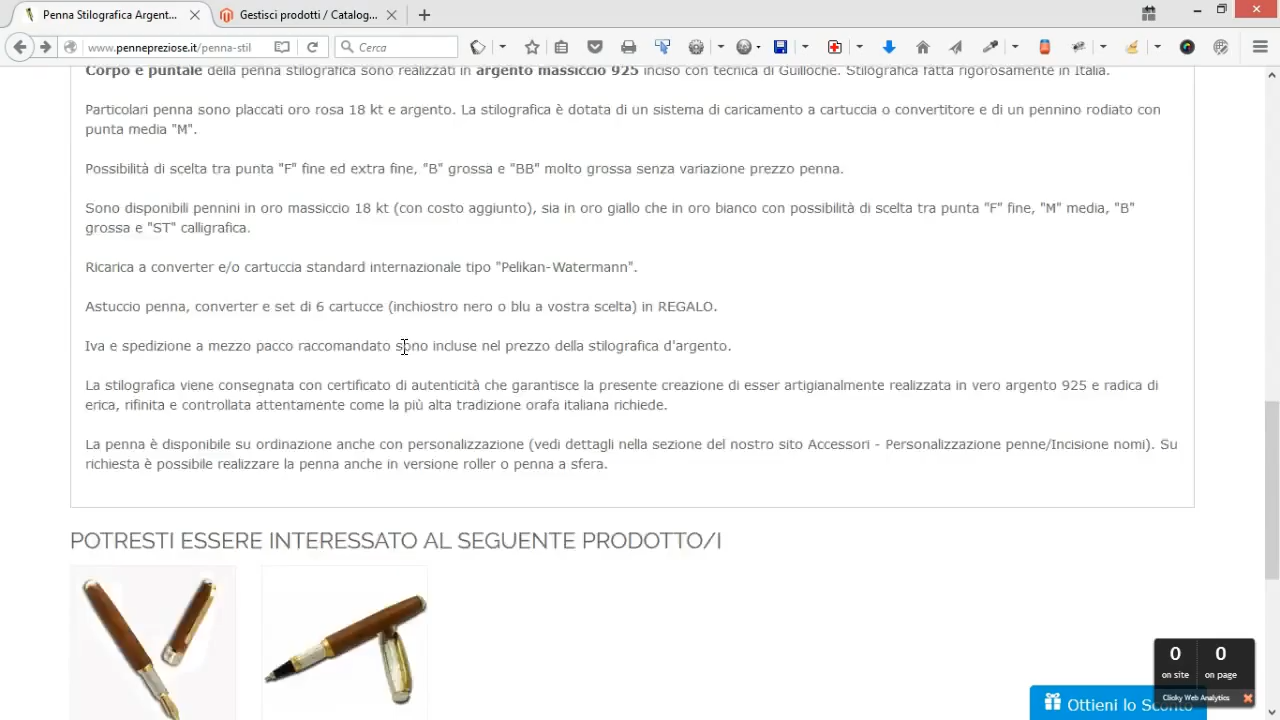 Penna Stilografica Argent...
Gestisci prodotti / Catalog...
www.pennepreziose.it/penna-stil
Cerca
Corpo e puntale della penna stilografica sono realizzati in argento massiccio 925 inciso con tecnica di Guilloche. Stilografica fatta rigorosamente in Italia.
Particolari penna sono placcati oro rosa 18 kt e argento. La stilografica è dotata di un sistema di caricamento a cartuccia o convertitore e di un pennino rodiato con
punta media "M".
Possibilità di scelta tra punta "F" fine ed extra fine, "B" grossa e "BB" molto grossa senza variazione prezzo penna.
Sono disponibili pennini in oro massiccio 18 kt (con costo aggiunto), sia in oro giallo che in oro bianco con possibilità di scelta tra punta "F" fine, "M" media, "B"
grossa e "ST" calligrafica.
Ricarica a converter e/o cartuccia standard internazionale tipo "Pelikan-Watermann".
Astuccio penna, converter e set di 6 cartucce (inchiostro nero o blu a vostra scelta) in REGALO.
Iva e spedizione a mezzo pacco raccomandato sono incluse nel prezzo della stilografica d'argento.
La stilografica viene consegnata con certificato di autenticità che garantisce la presente creazione di esser artigianalmente realizzata in vero argento 925 e radica di
erica, rifinita e controllata attentamente come la più alta tradizione orafa italiana richiede.
La penna è disponibile su ordinazione anche con personalizzazione (vedi dettagli nella sezione del nostro sito Accessori - Personalizzazione penne/Incisione nomi). Su
richiesta è possibile realizzare la penna anche in versione roller o penna a sfera.
POTRESTI ESSERE INTERESSATO AL SEGUENTE PRODOTTO/I
0 0
on site on page
Clicky Web Analytics
Ottieni lo Sconto